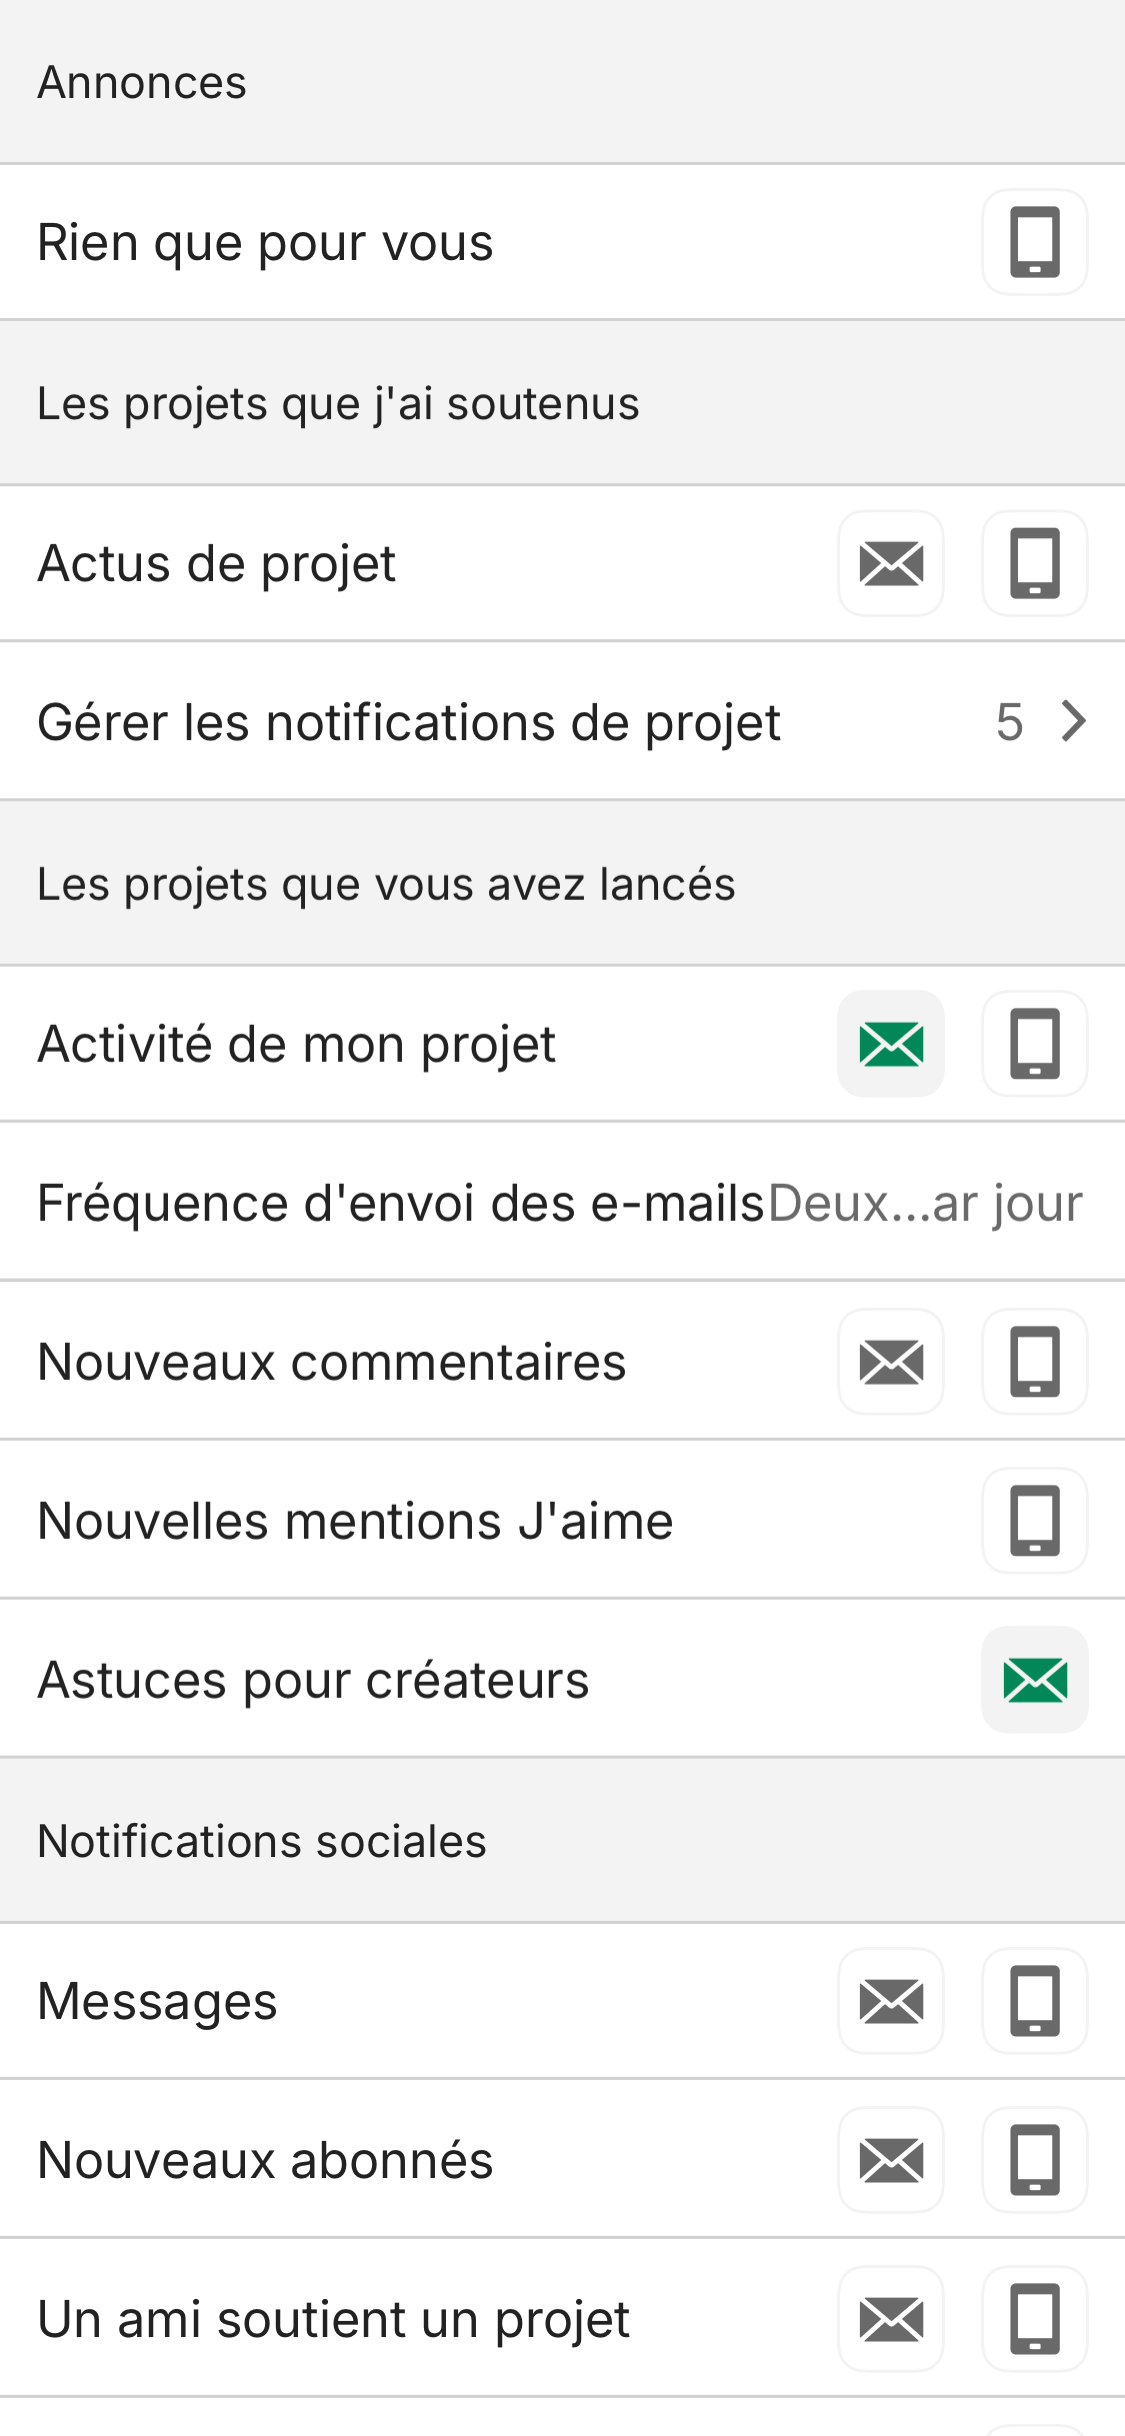 Annonces
Rien que pour vous
Les projets que j'ai soutenus
Actus de projet
Gérer les notifications de projet 5
Les projets que vous avez lancés
Activité de mon projet
Fréquence d'envoi des e-mails Deux...ar jour
Nouveaux commentaires
Nouvelles mentions J'aime
Astuces pour créateurs
Notifications sociales
Messages
Nouveaux abonnés
Un ami soutient un projet